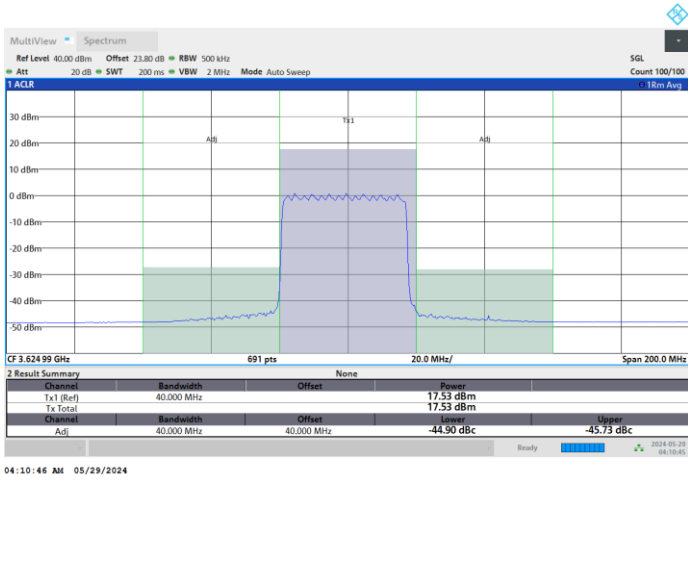 MultiView Spectrum
Ref Level 40.00 dBm Offset 23.80 dB RBW 500 kHz SGL
Att 20 dB SWT 200 ms VBW 2 MHz Mode Auto Sweep Count 100/100
1 ACLR 1Rm Avg
30 dBm
Tx1
20 dBm
Adj Adj
10 dBm
0 dBm
-10 dBm
-20 dBm
-30 dBm
-40 dBm
-50 dBm
CF 3.624 99 GHz 691 pts 20.0 MHz/ Span 200.0 MHz
2 Result Summary None
Channel Bandwidth Offset Power
Tx1 (Ref) 40.000 MHz 17.53 dBm
Tx Total 17.53 dBm
Channel Bandwidth Offset Lower Upper
Adj 40.000 MHz 40.000 MHz -44.90 dBc -45.73 dBc
Ready 2024-05-29
04:10:45
04:10:46 AM 05/29/2024